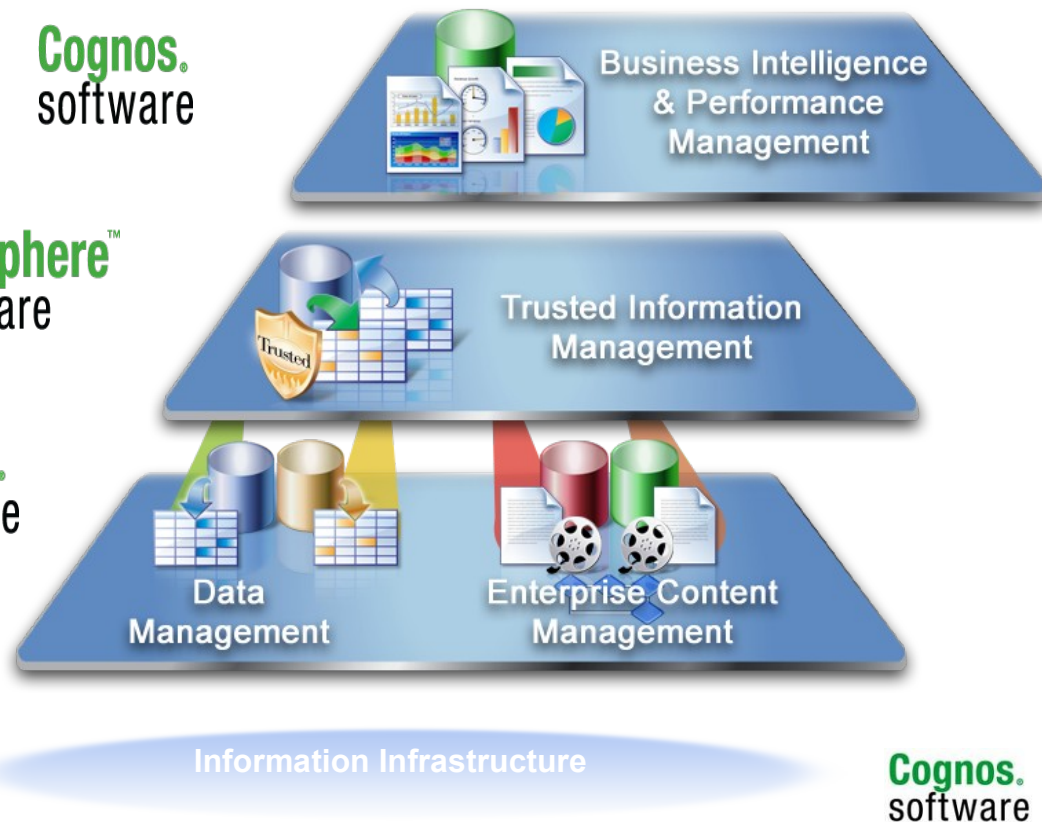 Cognos®
software
Business Intelligence
& Performance
Management
phere™
are
Trusted Information
Management
Trusted
®
e
Data
Management
Enterprise Content
Management
Information Infrastructure
Cognos®
software